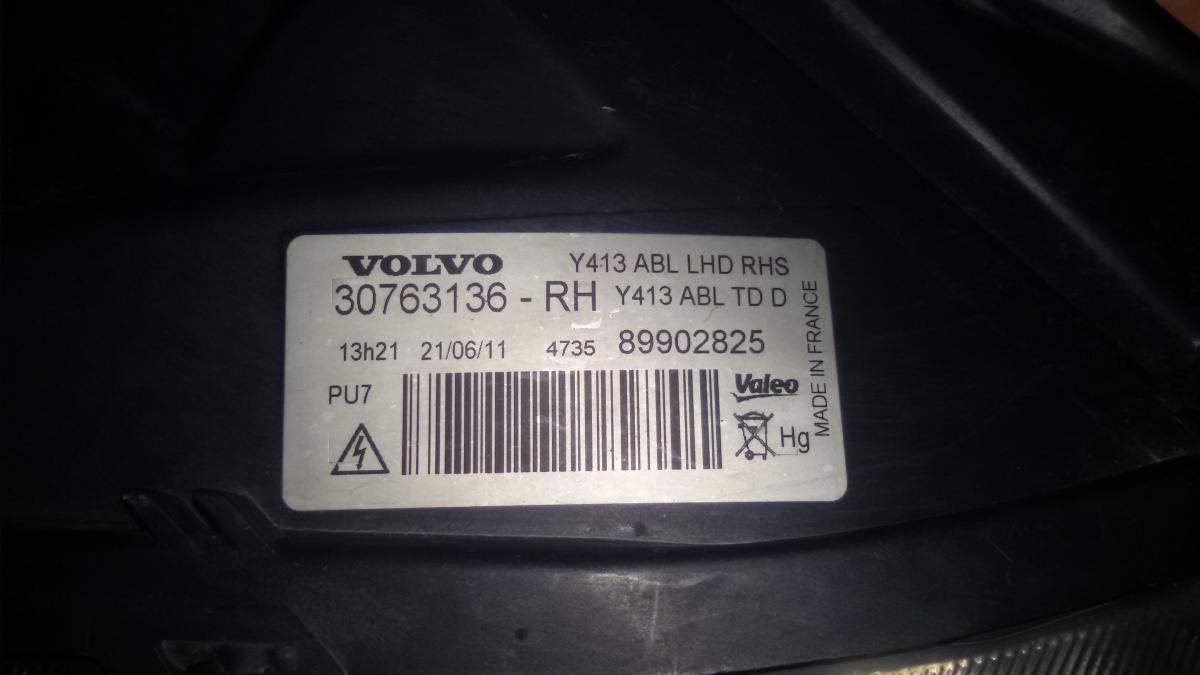 VOLVO Y413 ABL LHD RHS
30763136 - RH Y413 ABL TD D
13h21 21/06/11 4735 89902825
PU7
Valeo
Hg
MADE IN FRANCE